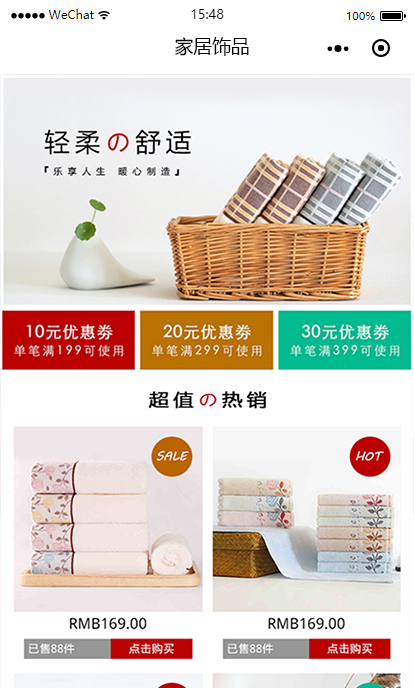 WeChat 15:48 100%
家居饰品
轻柔の舒适
『乐享人生 暖心制造』
10元优惠券 20元优惠券 30元优惠券
单笔满199可使用 单笔满299可使用 单笔满399可使用
超值の热销
SALE HOT
RMB169.00 RMB169.00
已售88件 点击购买 已售88件 点击购买